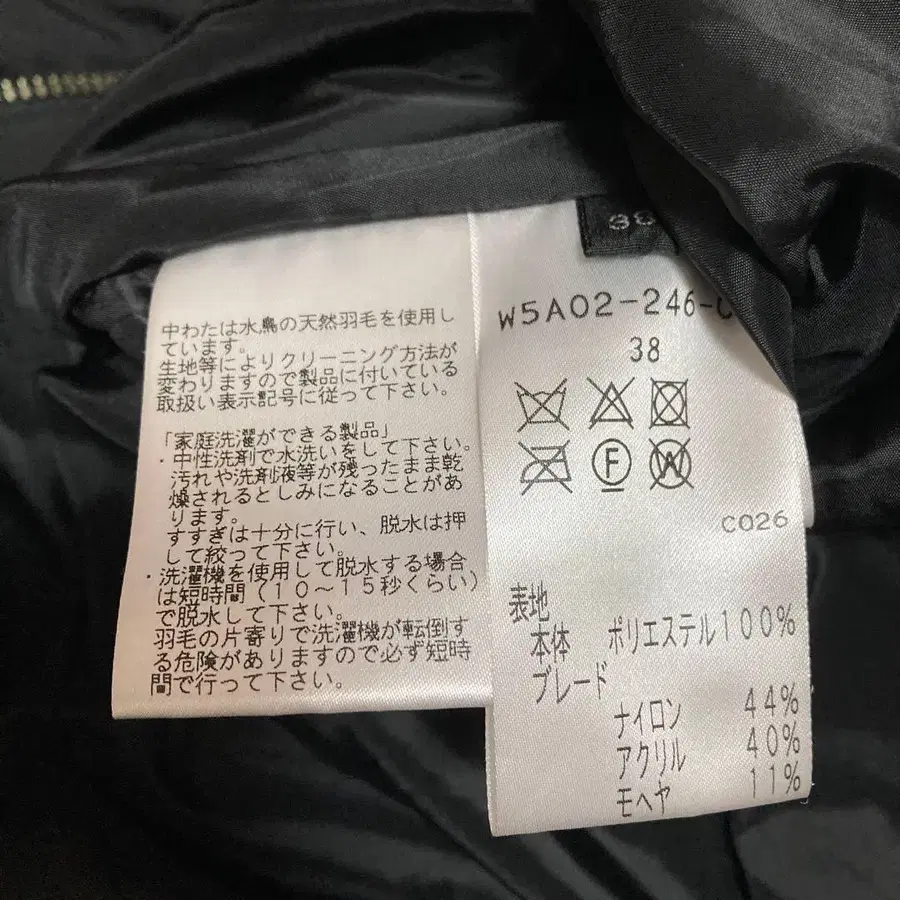 中わたは水鳥の天然羽毛を使用し
ています。
生地等によりクリーニング方法が
変わりますので製品に付いている
取扱い表示記号に従って下さい。
「家庭洗濯ができる製品」
・中性洗剤で水洗いをして下さい。
汚れや洗剤液等が残ったまま乾
燥されるとしみになることがあ
ります。
すすぎは十分に行い、脱水は押
して絞って下さい。
・洗濯機を使用して脱水する場合
は短時間(10～15秒くらい)
で脱水して下さい。
羽毛の片寄りで洗濯機が転倒す
る危険がありますので必ず短時
間で行って下さい。
38
W5A02-246-
38
F
W
C026
表地
本体 ポリエステル100%
ブレード
ナイロン 44%
アクリル 40%
モヘヤ 11%